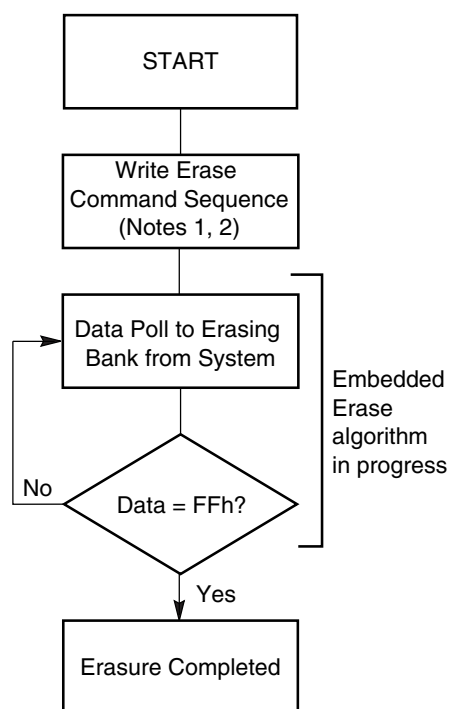 START
Write Erase
Command Sequence
(Notes 1, 2)
Data Poll to Erasing
Bank from System
Embedded
Erase
algorithm
in progress
No
Data = FFh?
Yes
Erasure Completed